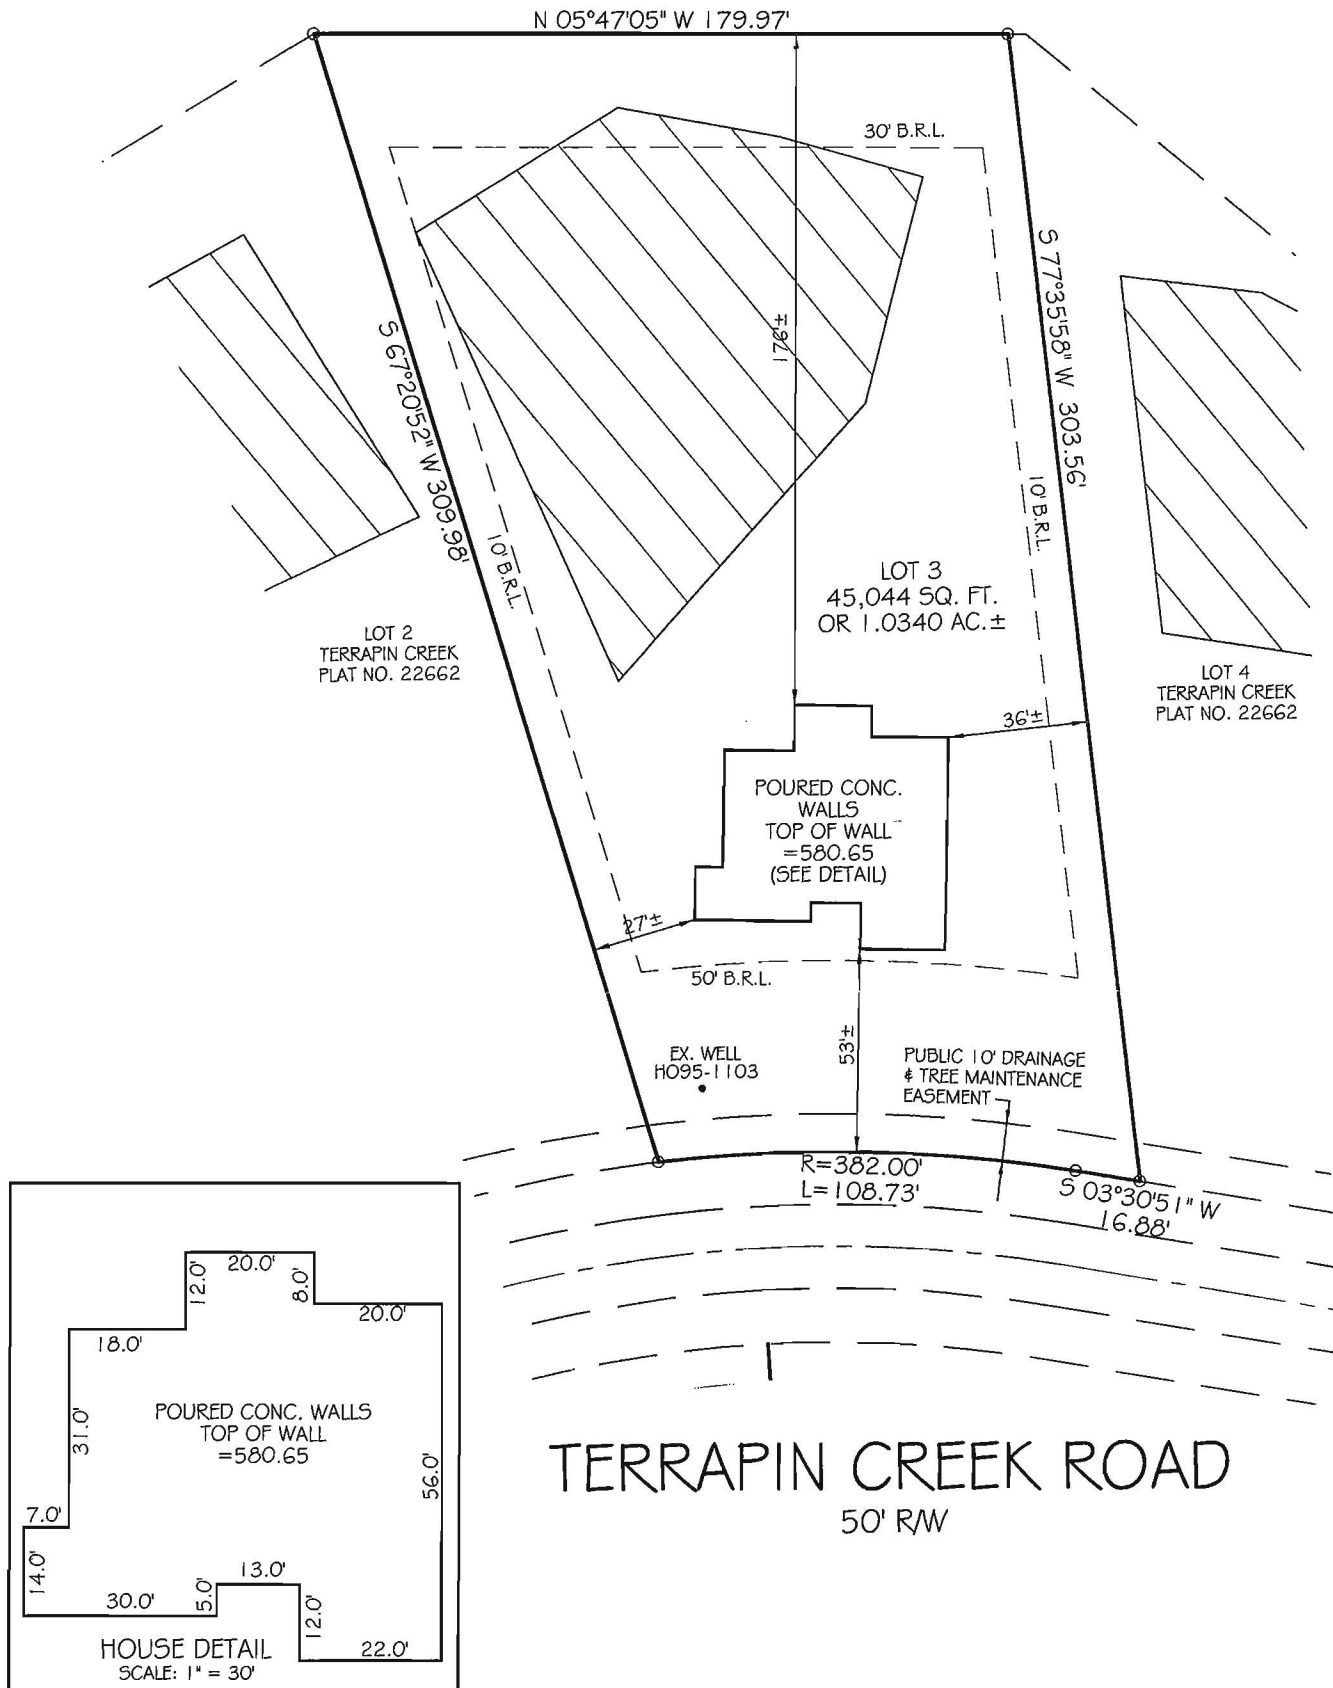 N 05°47'05" W 179.97'
30' B.R.L.
S 77°35'58" W 303.56'
176'±
S 67°20'52" W 309.98'
10' B.R.L.
10' B.R.L.
LOT 3
45,044 SQ. FT.
OR 1.0340 AC.±
LOT 2
TERRAPIN CREEK
PLAT NO. 22662
LOT 4
TERRAPIN CREEK
PLAT NO. 22662
36'±
POURED CONC.
WALLS
TOP OF WALL
=580.65
(SEE DETAIL)
27'±
50' B.R.L.
53'±
EX. WELL
HO95-1103
PUBLIC 10' DRAINAGE
& TREE MAINTENANCE
EASEMENT
R=382.00'
L=108.73'
S 03°30'51" W
16.88'
20.0'
12.0'
8.0'
20.0'
18.0'
31.0'
POURED CONC. WALLS
TOP OF WALL
=580.65
56.0'
7.0'
14.0'
13.0'
30.0'
5.0'
12.0'
22.0'
HOUSE DETAIL
SCALE: 1" = 30'
TERRAPIN CREEK ROAD
50' R/W